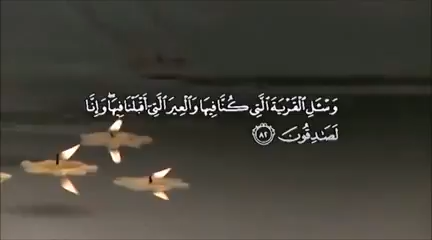 وَسْـَٔلِ ٱلْقَرْيَةَ ٱلَّتِي كُنَّا فِيهَا وَٱلْعِيرَ ٱلَّتِيٓ أَقْبَلْنَا فِيهَاۖ وَإِنَّا
لَصَٰدِقُونَ ٨٢